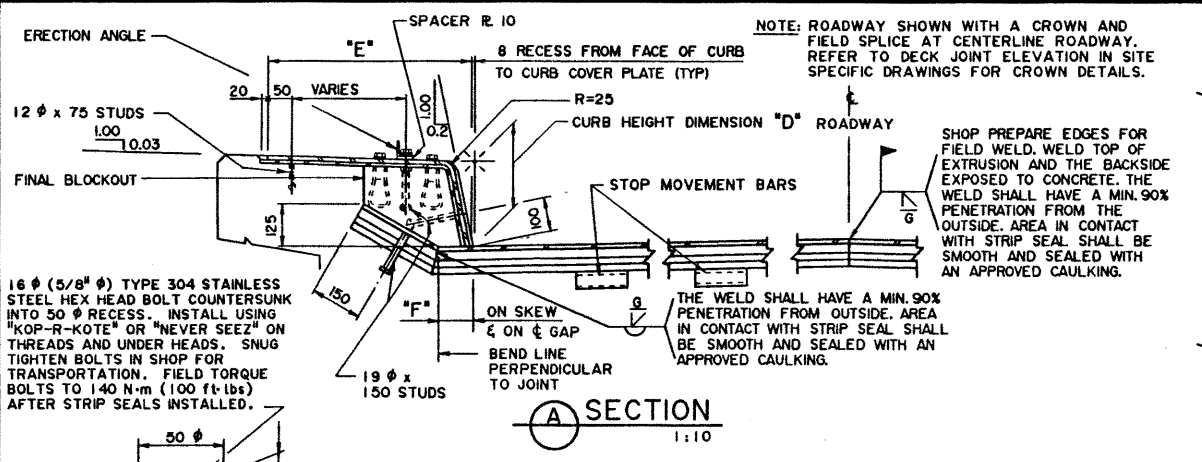 ERECTION ANGLE
SPACER PL 10
"E"
8 RECESS FROM FACE OF CURB
TO CURB COVER PLATE (TYP)
NOTE: ROADWAY SHOWN WITH A CROWN AND
FIELD SPLICE AT CENTERLINE ROADWAY.
REFER TO DECK JOINT ELEVATION IN SITE
SPECIFIC DRAWINGS FOR CROWN DETAILS.
20
50
VARIES
1.00
0.2
R=25
12 Φ x 75 STUDS
CURB HEIGHT DIMENSION "D"
℄
ROADWAY
1.00
0.03
FINAL BLOCKOUT
STOP MOVEMENT BARS
SHOP PREPARE EDGES FOR
FIELD WELD. WELD TOP OF
EXTRUSION AND THE BACKSIDE
EXPOSED TO CONCRETE. THE
WELD SHALL HAVE A MIN. 90%
PENETRATION FROM THE
OUTSIDE. AREA IN CONTACT
WITH STRIP SEAL SHALL BE
SMOOTH AND SEALED WITH
AN APPROVED CAULKING.
G
125
100
150
16 Φ (5/8" Φ) TYPE 304 STAINLESS
STEEL HEX HEAD BOLT COUNTERSUNK
INTO 50 Φ RECESS. INSTALL USING
"KOP-R-KOTE" OR "NEVER SEEZ" ON
THREADS AND UNDER HEADS. SNUG
TIGHTEN BOLTS IN SHOP FOR
TRANSPORTATION. FIELD TORQUE
BOLTS TO 140 N·m (100 ft·lbs)
AFTER STRIP SEALS INSTALLED.
"F"
ON SKEW
& ON ℄ GAP
BEND LINE
PERPENDICULAR
TO JOINT
19 Φ x
150 STUDS
G
THE WELD SHALL HAVE A MIN. 90%
PENETRATION FROM OUTSIDE. AREA
IN CONTACT WITH STRIP SEAL SHALL
BE SMOOTH AND SEALED WITH AN
APPROVED CAULKING.
A SECTION
1:10
50 Φ